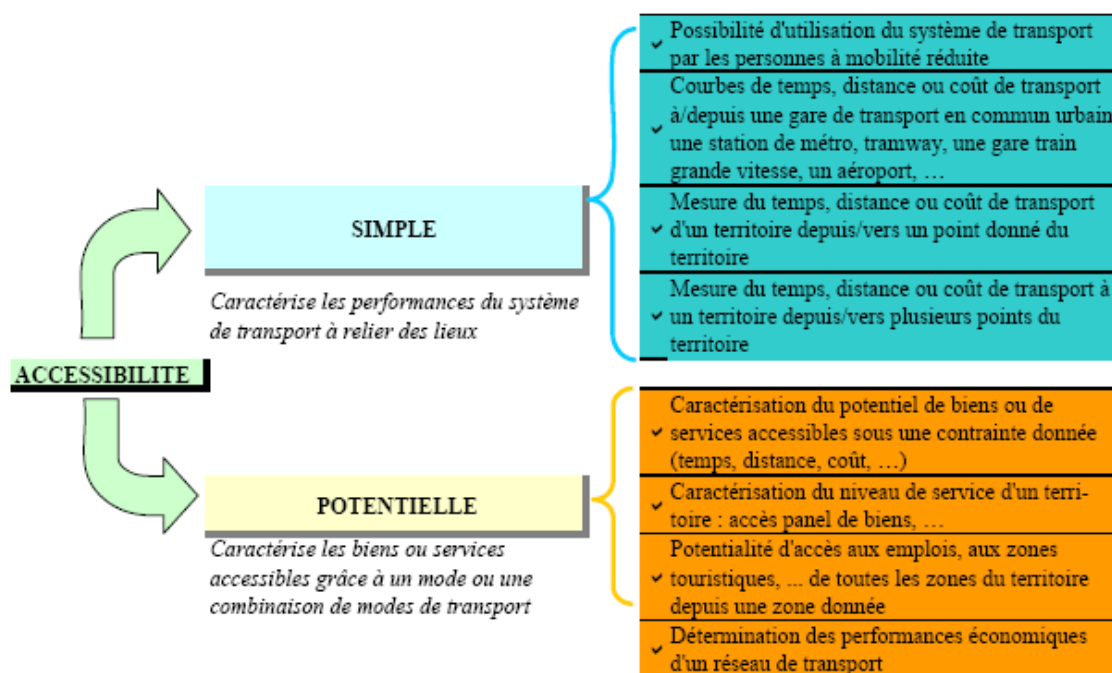 ACCESSIBILITE
SIMPLE
Caractérise les performances du système
de transport à relier des lieux
Possibilité d'utilisation du système de transport
par les personnes à mobilité réduite
Courbes de temps, distance ou coût de transport
à/depuis une gare de transport en commun urbain
une station de métro, tramway, une gare train
grande vitesse, un aéroport, …
Mesure du temps, distance ou coût de transport
d'un territoire depuis/vers un point donné du
territoire
Mesure du temps, distance ou coût de transport à
un territoire depuis/vers plusieurs points du
territoire
POTENTIELLE
Caractérise les biens ou services
accessibles grâce à un mode ou une
combinaison de modes de transport
Caractérisation du potentiel de biens ou de
services accessibles sous une contrainte donnée
(temps, distance, coût, …)
Caractérisation du niveau de service d'un terri-
toire : accès panel de biens, …
Potentialité d'accès aux emplois, aux zones
touristiques, ... de toutes les zones du territoire
depuis une zone donnée
Détermination des performances économiques
d'un réseau de transport